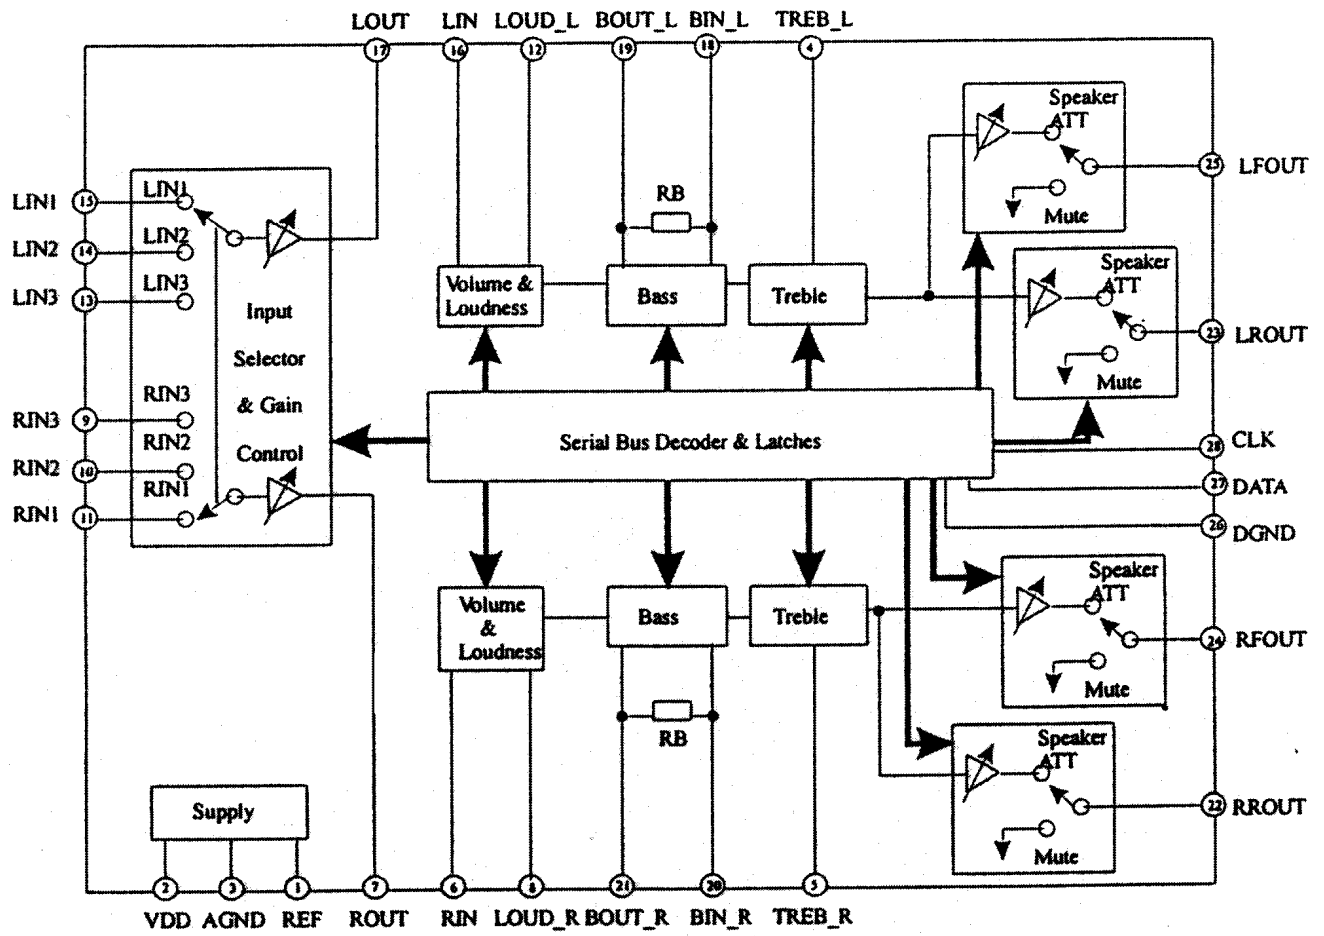 LOUT LIN LOUD_L BOUT_L BIN_L TREB_L
17 16 12 19 18 4
Speaker
ATT
25 LFOUT
Mute
LIN1 15 LIN1
LIN2 14 LIN2
LIN3 13 LIN3
Input
Selector
& Gain
Control
RIN3 9 RIN3
RIN2 10 RIN2
RIN1 11 RIN1
RB
Volume &
Loudness
Bass
Treble
Speaker
ATT
23 LROUT
Mute
Serial Bus Decoder & Latches
28 CLK
27 DATA
26 DGND
Volume
&
Loudness
Bass
Treble
RB
Speaker
ATT
24 RFOUT
Mute
Speaker
ATT
22 RROUT
Mute
Supply
2 3 1 7 6 8 21 20 5
VDD AGND REF ROUT RIN LOUD_R BOUT_R BIN_R TREB_R